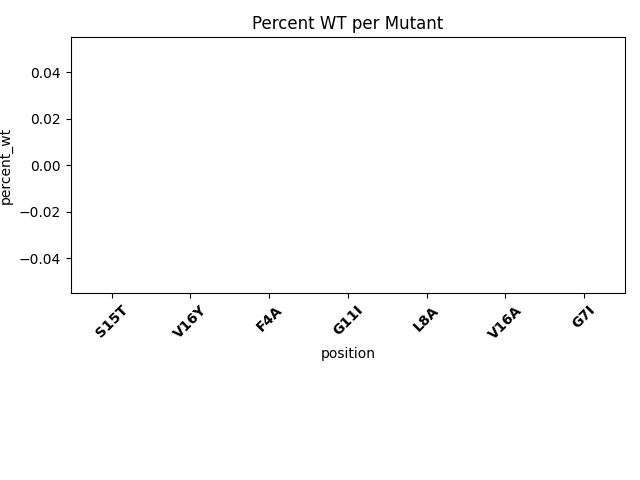 Percent WT per Mutant
percent_wt
0.04
0.02
0.00
−0.02
−0.04
S15T V16Y F4A G11I L8A V16A G7I
position